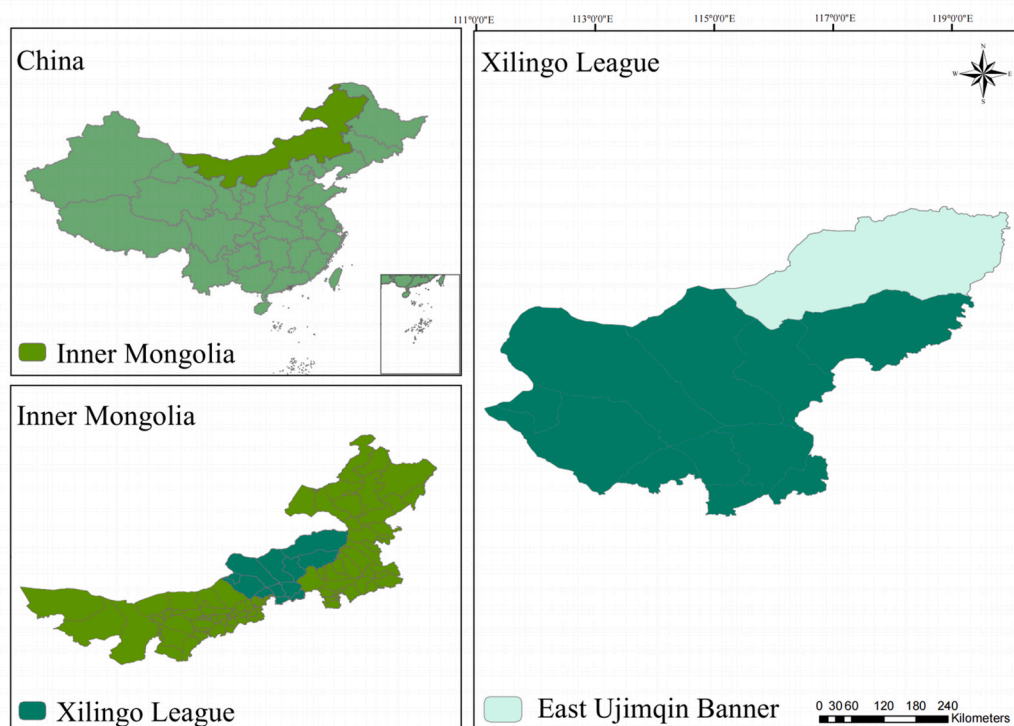 111°0'0"E 113°0'0"E 115°0'0"E 117°0'0"E 119°0'0"E
China
Inner Mongolia
Inner Mongolia
Xilingo League
Xilingo League
N
W E
S
East Ujimqin Banner
0 30 60 120 180 240
Kilometers